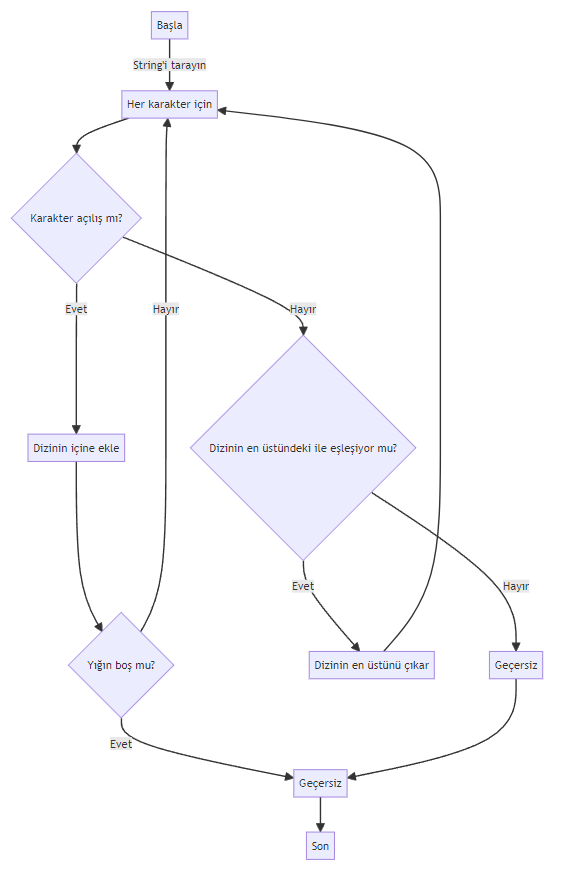 Başla
String'i tarayın
Her karakter için
Karakter açılış mı?
Evet
Hayır
Hayır
Dizinin içine ekle
Dizinin en üstündeki ile eşleşiyor mu?
Evet
Hayır
Yığın boş mu?
Dizinin en üstünü çıkar
Geçersiz
Evet
Geçersiz
Son